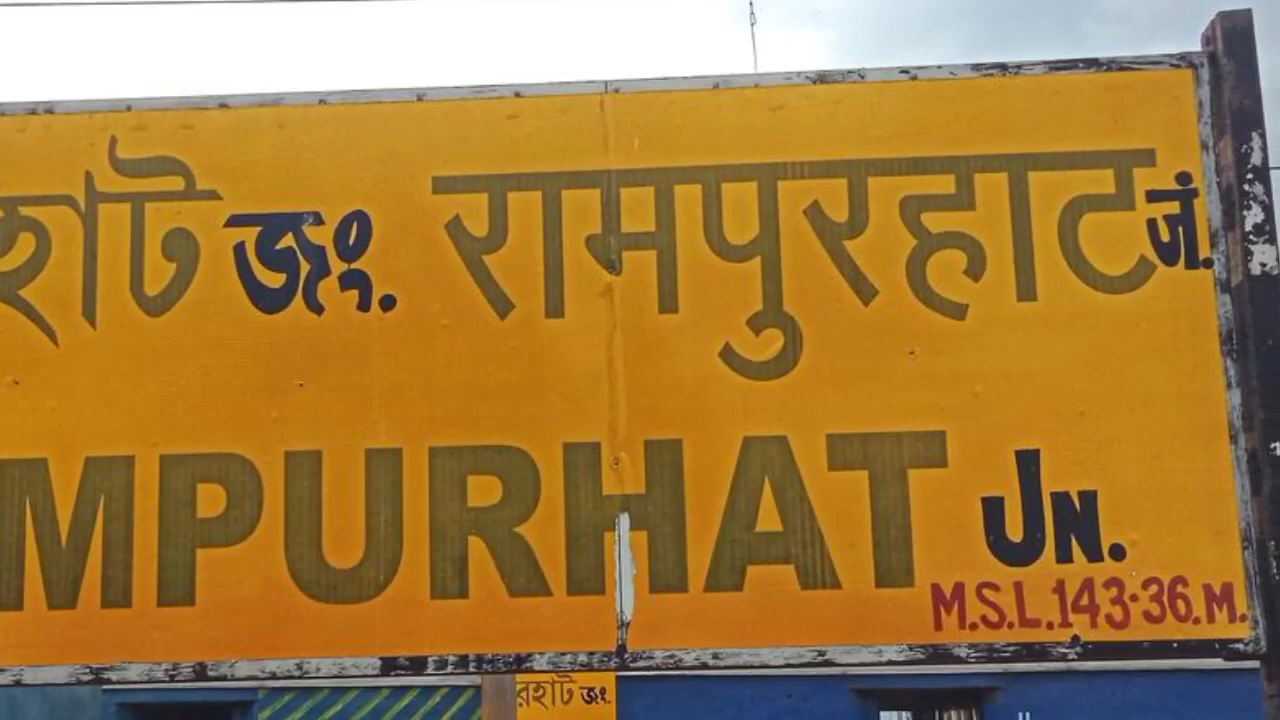 হাট জং. रामपुरहाट जं.
MPURHAT JN.
M.S.L.143·36.M.
রহাট জং.